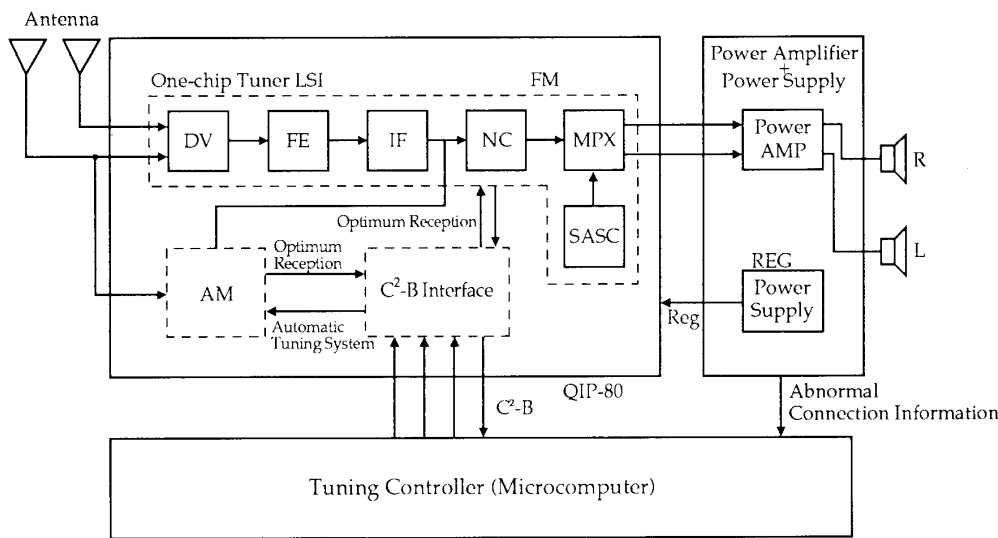 Antenna
One-chip Tuner LSI
FM
DV
FE
IF
NC
MPX
SASC
Optimum Reception
AM
Optimum
Reception
C²-B Interface
Automatic
Tuning System
QIP-80
C²-B
Power Amplifier
+
Power Supply
Power
AMP
R
L
REG
Power
Supply
Reg
Abnormal
Connection Information
Tuning Controller (Microcomputer)